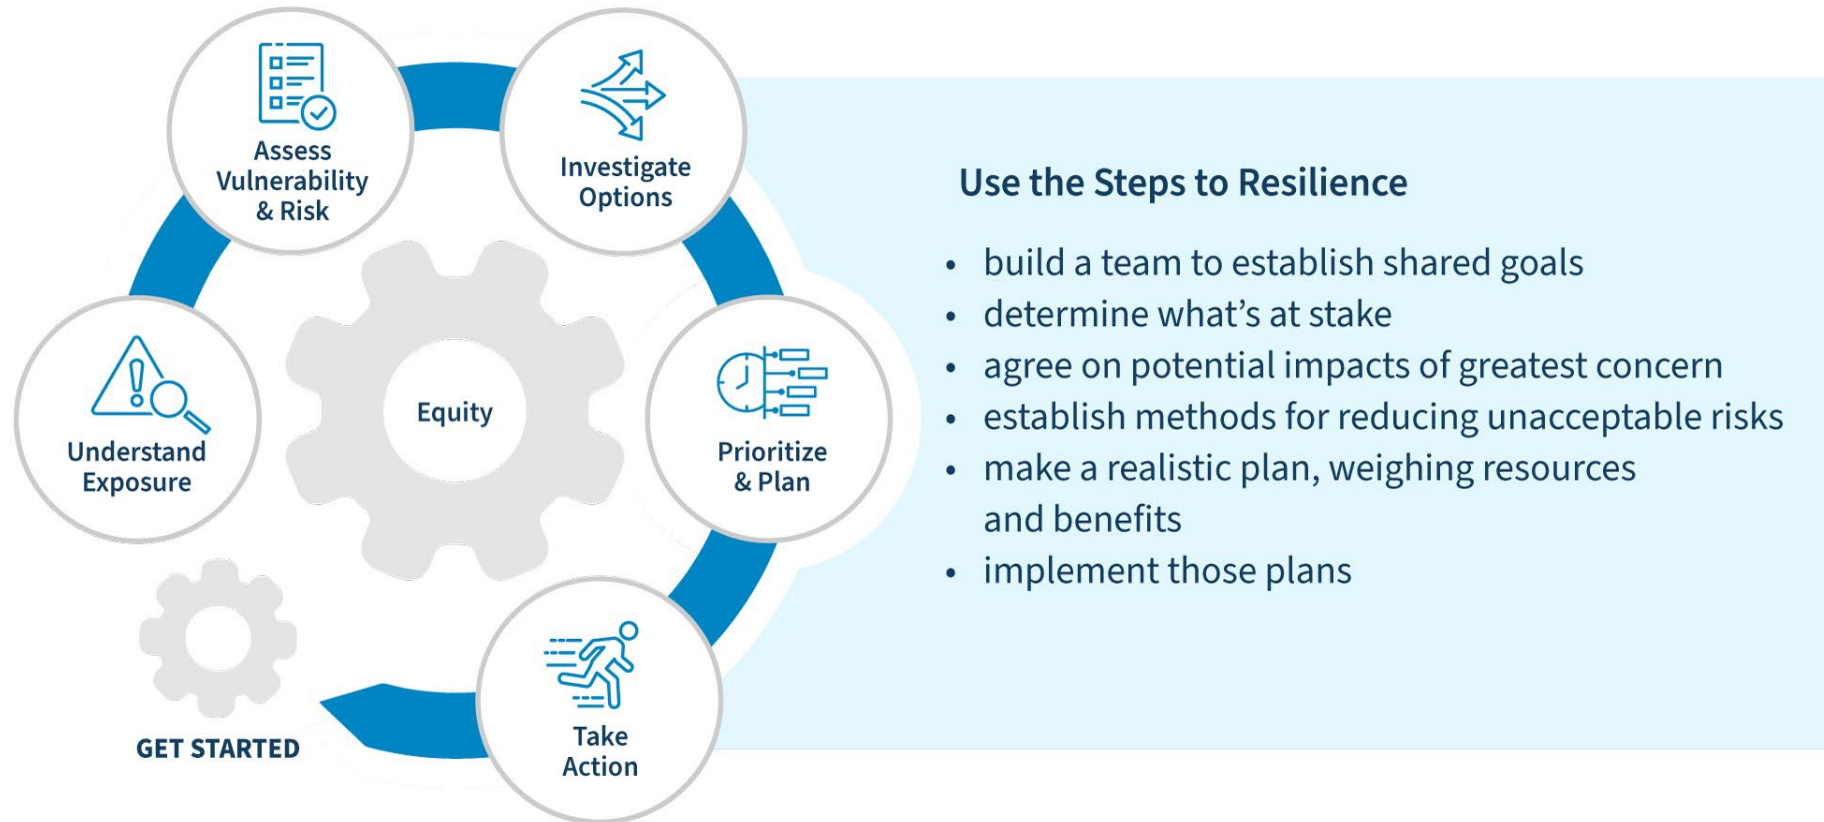 Assess
Vulnerability
& Risk
Investigate
Options
Understand
Exposure
Equity
Prioritize
& Plan
GET STARTED
Take
Action
Use the Steps to Resilience
• build a team to establish shared goals
• determine what’s at stake
• agree on potential impacts of greatest concern
• establish methods for reducing unacceptable risks
• make a realistic plan, weighing resources
and benefits
• implement those plans